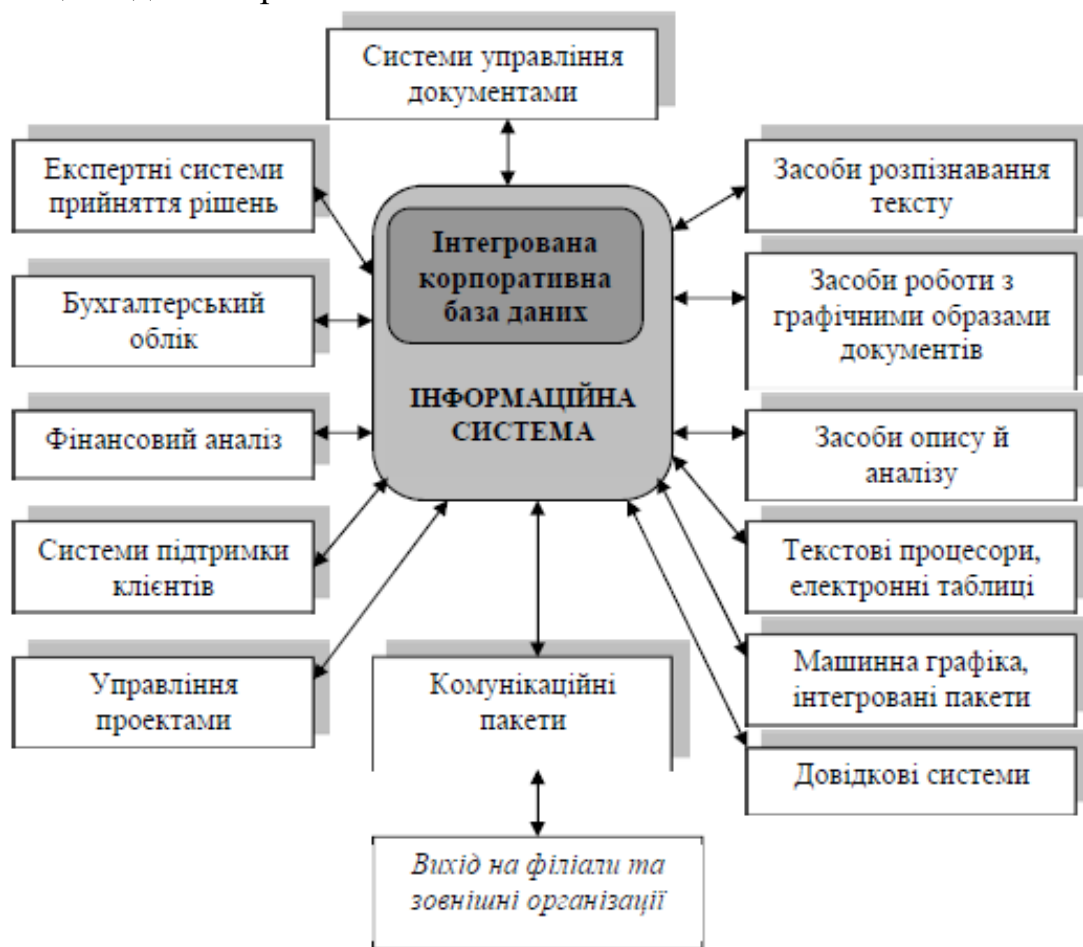 Системи управління
документами
Експертні системи
прийняття рішень
Бухгалтерський
облік
Фінансовий аналіз
Системи підтримки
клієнтів
Управління
проектами
Інтегрована
корпоративна
база даних
ІНФОРМАЦІЙНА
СИСТЕМА
Комунікаційні
пакети
Вихід на філіали та
зовнішні організації
Засоби розпізнавання
тексту
Засоби роботи з
графічними образами
документів
Засоби опису й
аналізу
Текстові процесори,
електронні таблиці
Машинна графіка,
інтегровані пакети
Довідкові системи